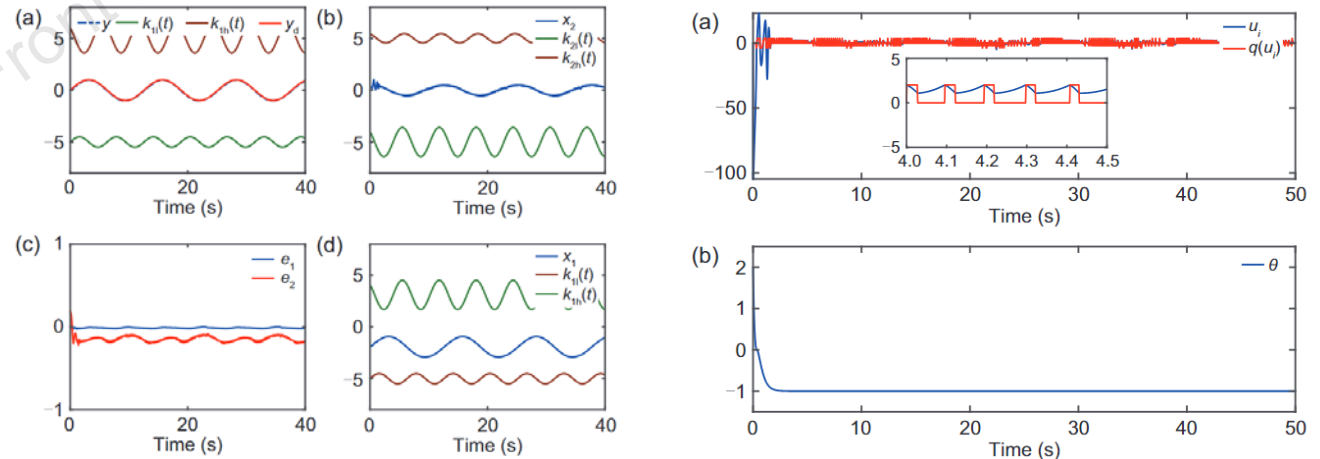 Front
(a)
y k₁ₗ(t) k₁ₕ(t) y_d
5
0
−5
0 20 40
Time (s)
(b)
x₂
k₂ₗ(t)
k₂ₕ(t)
5
0
−5
0 20 40
Time (s)
(c)
e₁
e₂
1
0
−1
0 20 40
Time (s)
(d)
x₁
k₁ₗ(t)
k₁ₕ(t)
5
0
−5
0 20 40
Time (s)
(a)
uᵢ
q(uᵢ)
0
−50
−100
5
0
−5
4.0 4.1 4.2 4.3 4.4 4.5
0 10 20 30 40 50
Time (s)
(b)
θ
2
1
0
−1
0 10 20 30 40 50
Time (s)